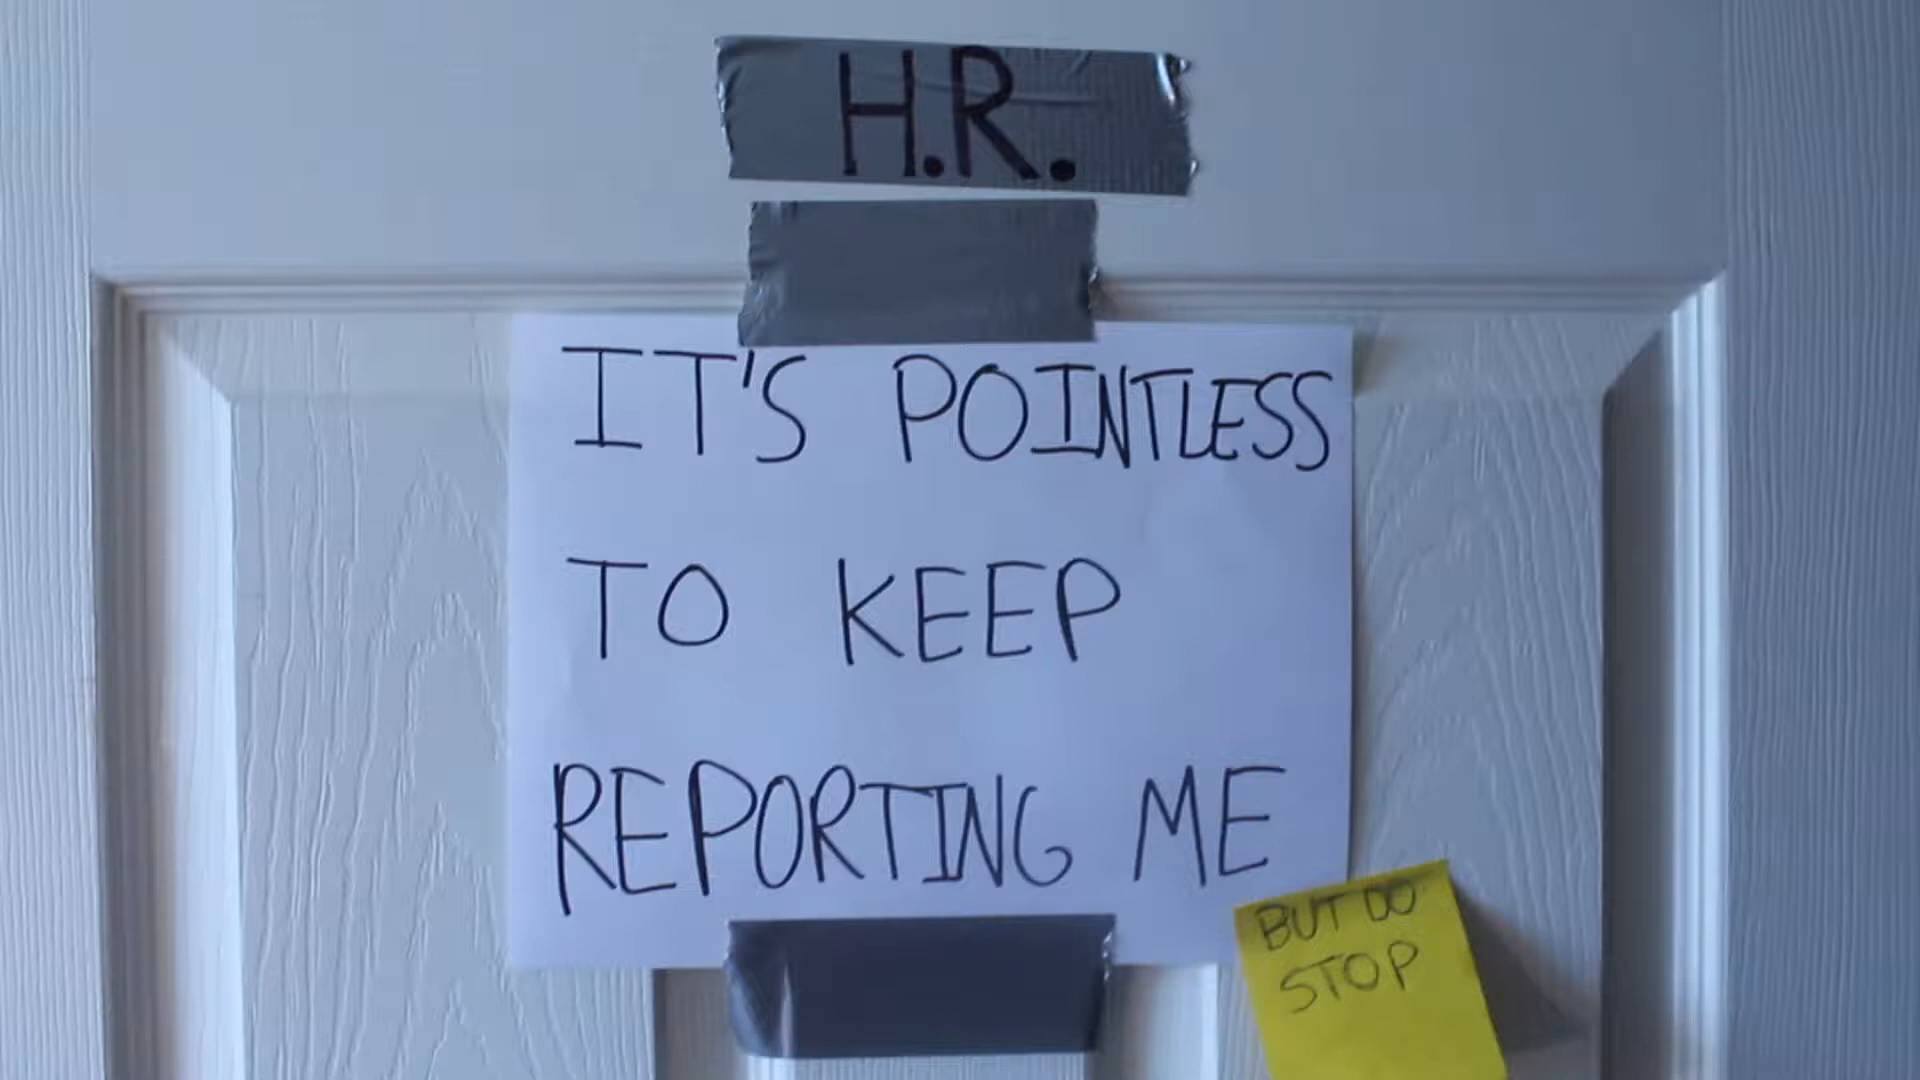 H.R.
IT'S POINTLESS
TO KEEP
REPORTING ME
BUT DO
STOP